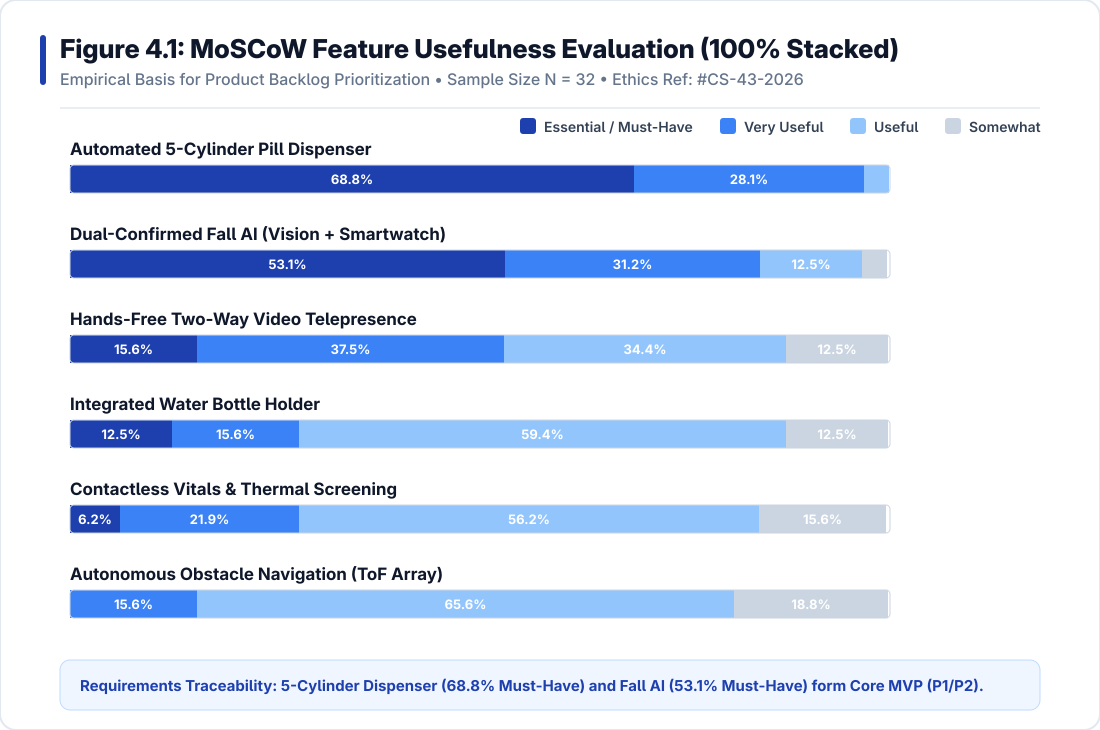 Figure 4.1: MoSCoW Feature Usefulness Evaluation (100% Stacked)
Empirical Basis for Product Backlog Prioritization • Sample Size N = 32 • Ethics Ref: #CS-43-2026
Essential / Must-Have Very Useful Useful Somewhat
Automated 5-Cylinder Pill Dispenser
68.8% 28.1%
Dual-Confirmed Fall AI (Vision + Smartwatch)
53.1% 31.2% 12.5%
Hands-Free Two-Way Video Telepresence
15.6% 37.5% 34.4% 12.5%
Integrated Water Bottle Holder
12.5% 15.6% 59.4% 12.5%
Contactless Vitals & Thermal Screening
6.2% 21.9% 56.2% 15.6%
Autonomous Obstacle Navigation (ToF Array)
15.6% 65.6% 18.8%
Requirements Traceability: 5-Cylinder Dispenser (68.8% Must-Have) and Fall AI (53.1% Must-Have) form Core MVP (P1/P2).